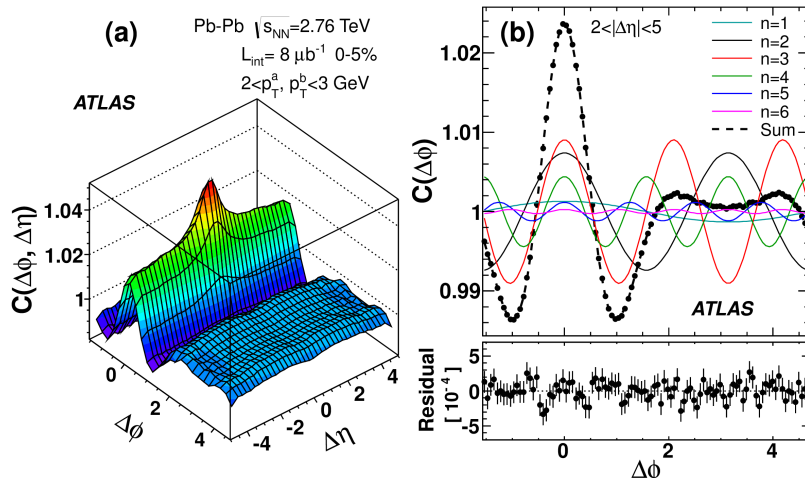 (a)
Pb-Pb √sNN=2.76 TeV
Lint= 8 μb-1 0-5%
2<pTa, pTb<3 GeV
ATLAS
C(Δϕ, Δη)
1.04
1.02
1
0
2
4
Δϕ
-4
-2
0
2
4
Δη
(b)
2<|Δη|<5
n=1
n=2
n=3
n=4
n=5
n=6
Sum
C(Δϕ)
1.02
1.01
1
0.99
ATLAS
Residual
[ 10-4]
5
0
-5
0
2
4
Δϕ